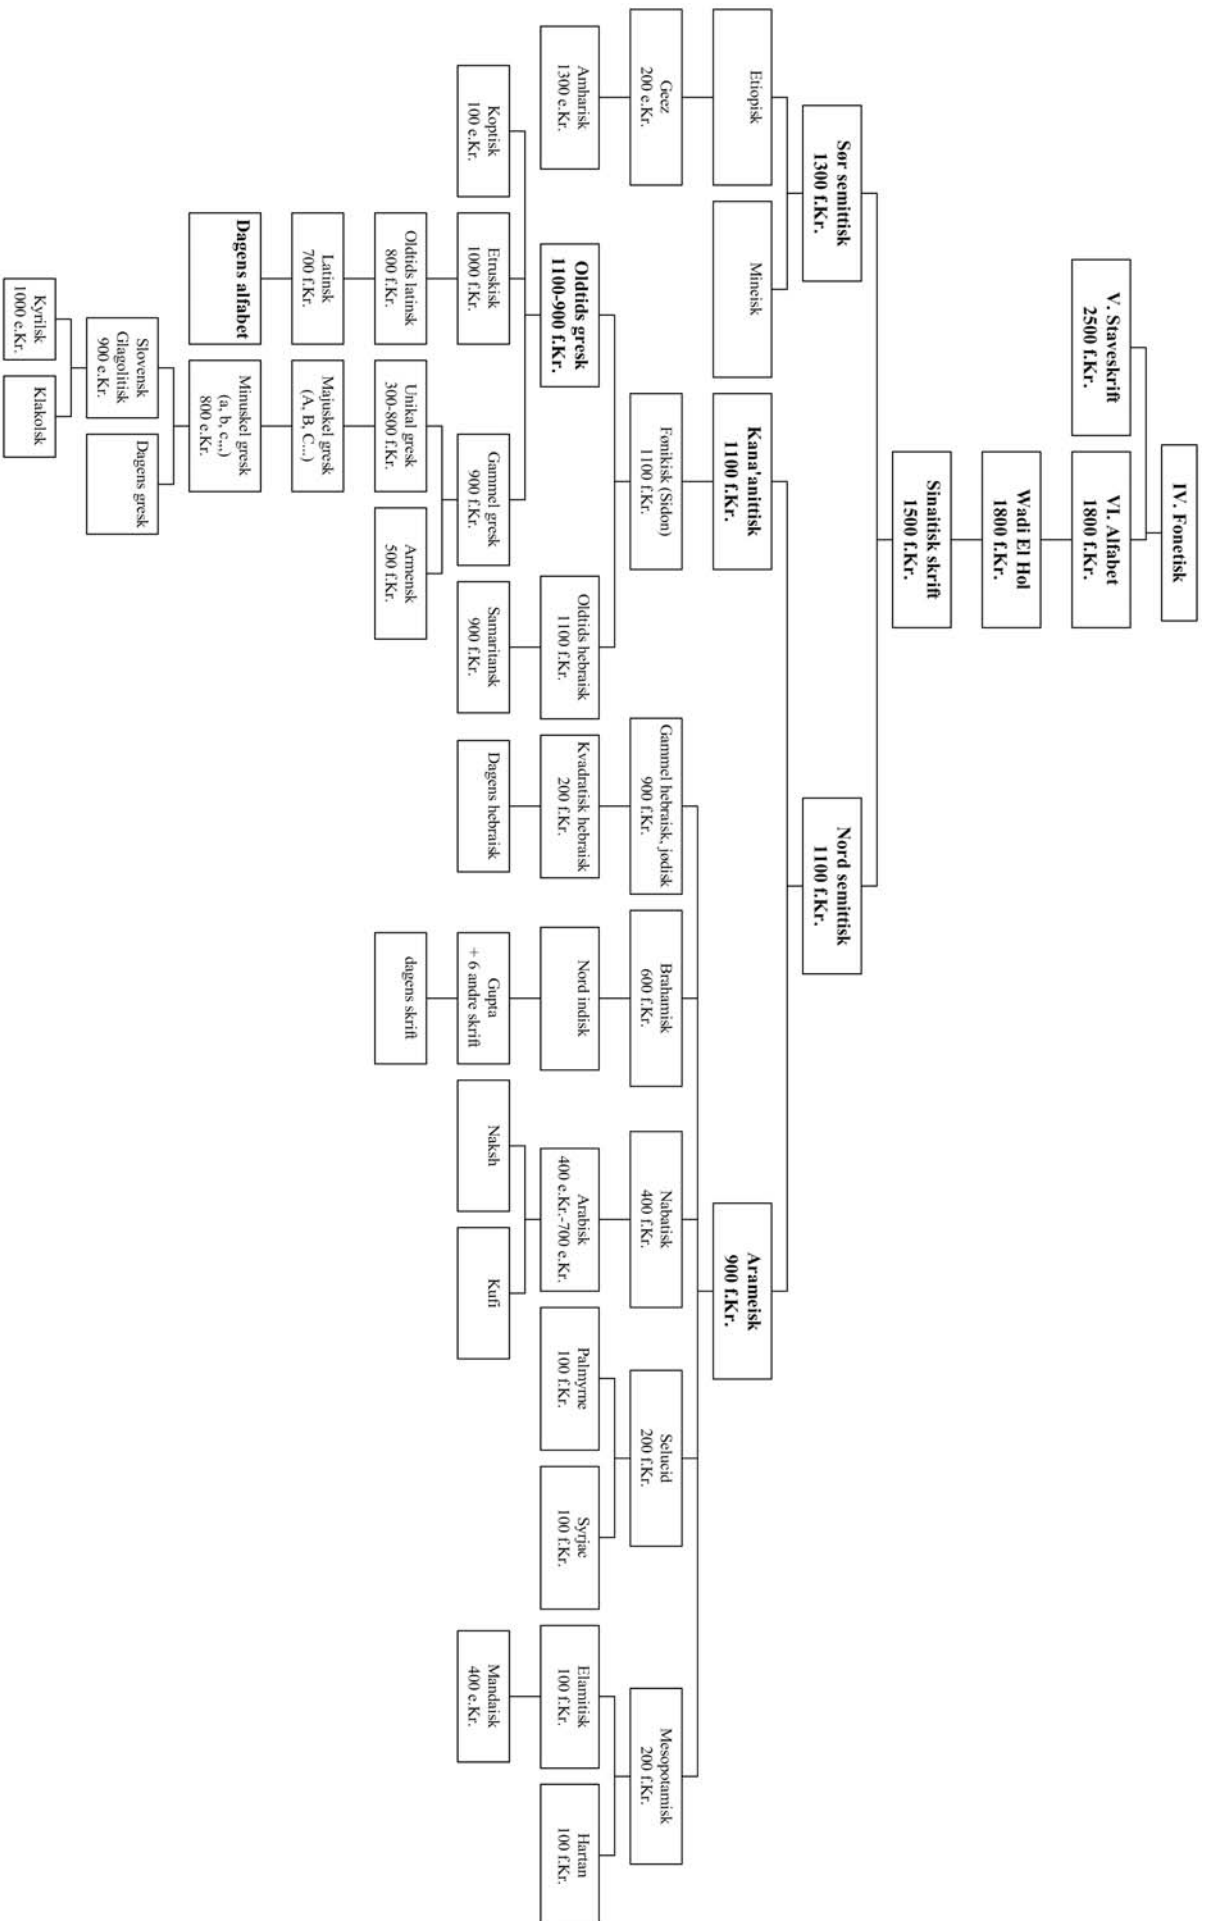 IV. Fonetisk
V. Staveskrift
2500 f.Kr.
VI. Alfabet
1800 f.Kr.
Wadi El Hol
1800 f.Kr.
Sinaitisk skrift
1500 f.Kr.
Sør semittisk
1300 f.Kr.
Nord semittisk
1100 f.Kr.
Etiopisk
Mineisk
Kana'anittisk
1100 f.Kr.
Arameisk
900 f.Kr.
Geez
200 e.Kr.
Fønikisk (Sidon)
1100 f.Kr.
Gammel hebraisk, jødisk
900 f.Kr.
Brahamisk
600 f.Kr.
Nabatisk
400 f.Kr.
Selucid
200 f.Kr.
Mesopotamisk
200 f.Kr.
Amharisk
1300 e.Kr.
Oldtids gresk
1100-900 f.Kr.
Oldtids hebraisk
1100 f.Kr.
Kvadratisk hebraisk
200 f.Kr.
Nord indisk
Arabisk
400 e.Kr.-700 e.Kr.
Palmyrne
100 f.Kr.
Syrjac
100 f.Kr.
Elamitisk
100 f.Kr.
Hartan
100 f.Kr.
Koptisk
100 e.Kr.
Etruskisk
1000 f.Kr.
Gammel gresk
900 f.Kr.
Samaritansk
900 f.Kr.
Dagens hebraisk
Gupta
+ 6 andre skrift
Naksh
Kufi
Mandaisk
400 e.Kr.
Oldtids latinsk
800 f.Kr.
Unikal gresk
300-800 f.Kr.
Armensk
500 f.Kr.
dagens skrift
Latinsk
700 f.Kr.
Majuskel gresk
(A, B, C...)
Dagens alfabet
Minuskel gresk
(a, b, c,,,)
800 e.Kr.
Slovensk
Glagolitisk
900 e.Kr.
Dagens gresk
Kyrilsk
1000 e.Kr.
Klakolsk